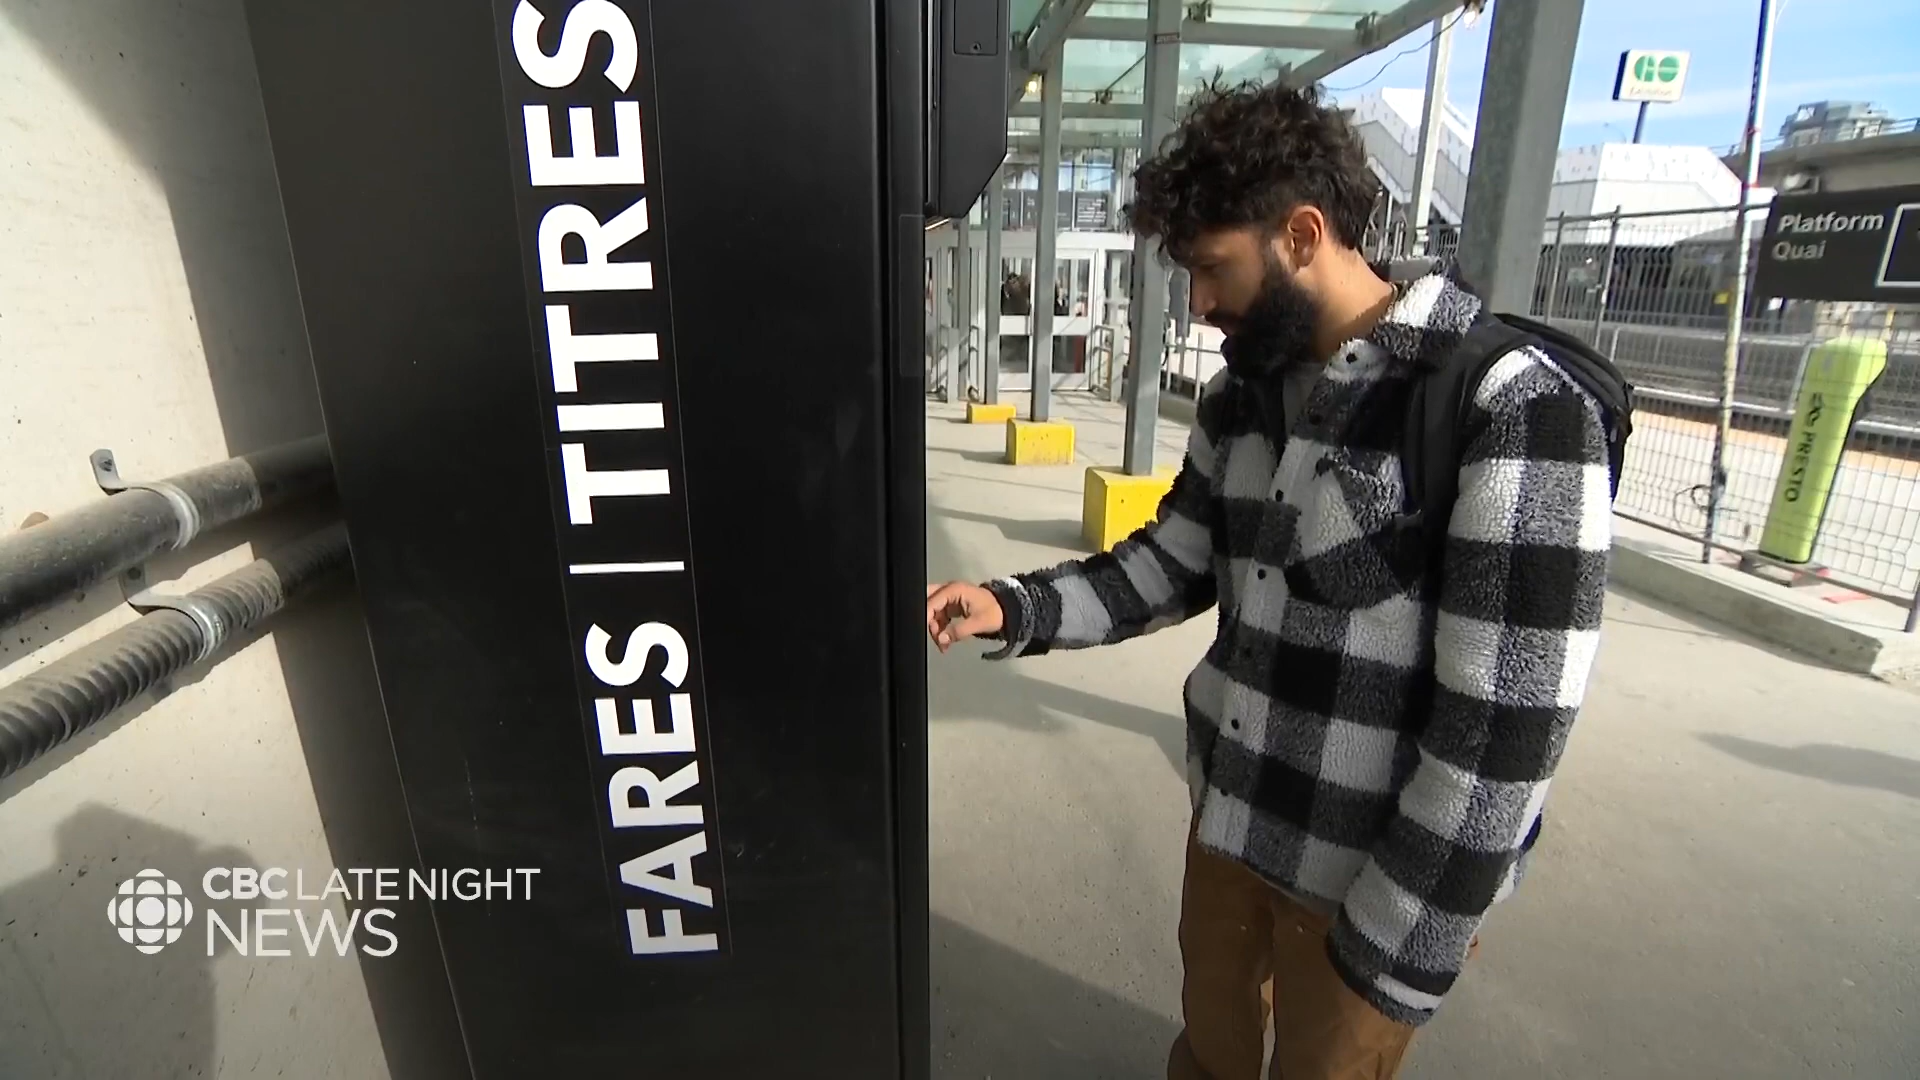 FARES | TITRES
GO
Platform
Quai
PRESTO
CBC LATE NIGHT
NEWS